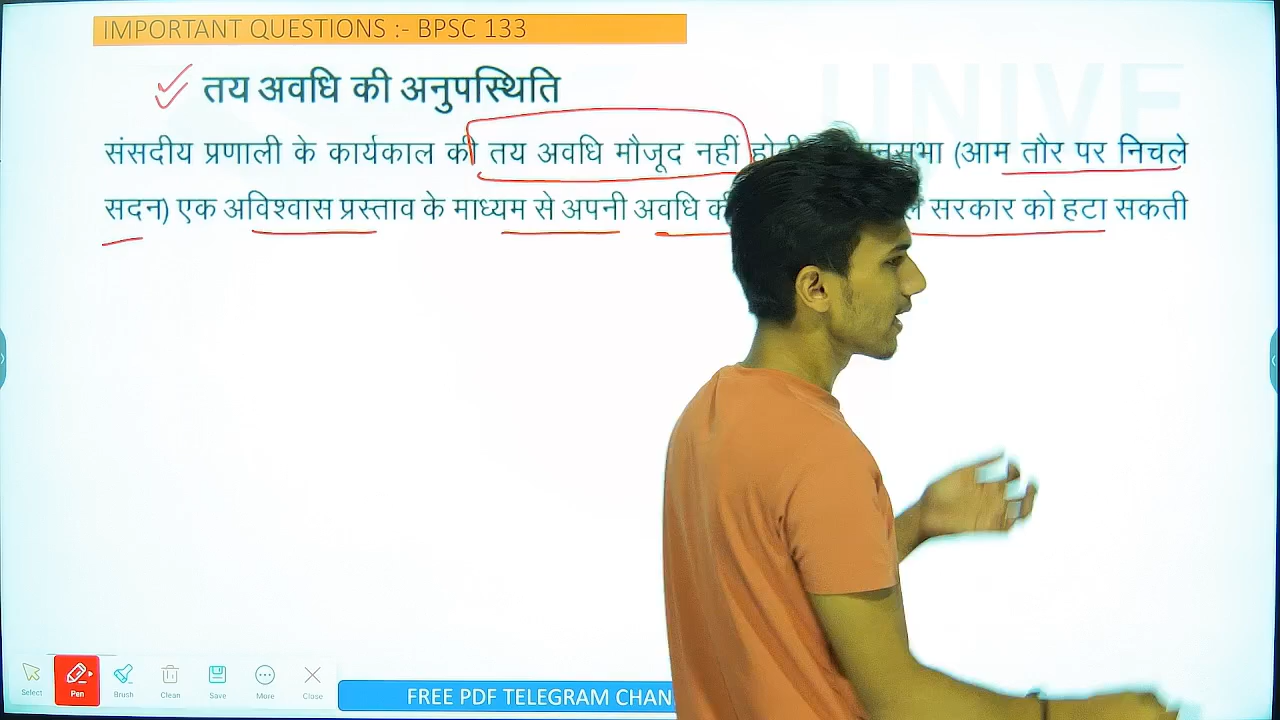 IMPORTANT QUESTIONS :- BPSC 133
UNIVE
तय अवधि की अनुपस्थिति
संसदीय प्रणाली के कार्यकाल की तय अवधि मौजूद नहीं (आम तौर पर निचले
सदन) एक अविश्वास प्रस्ताव के माध्यम से अपनी अवधि सरकार को हटा सकती
Select
Pen
Brush
Clean
Save
More
Close
FREE PDF TELEGRAM